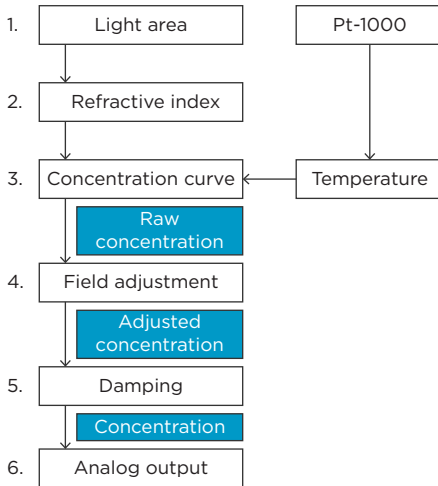 1. Light area
Pt-1000
2. Refractive index
3. Concentration curve
Temperature
Raw
concentration
4. Field adjustment
Adjusted
concentration
5. Damping
Concentration
6. Analog output